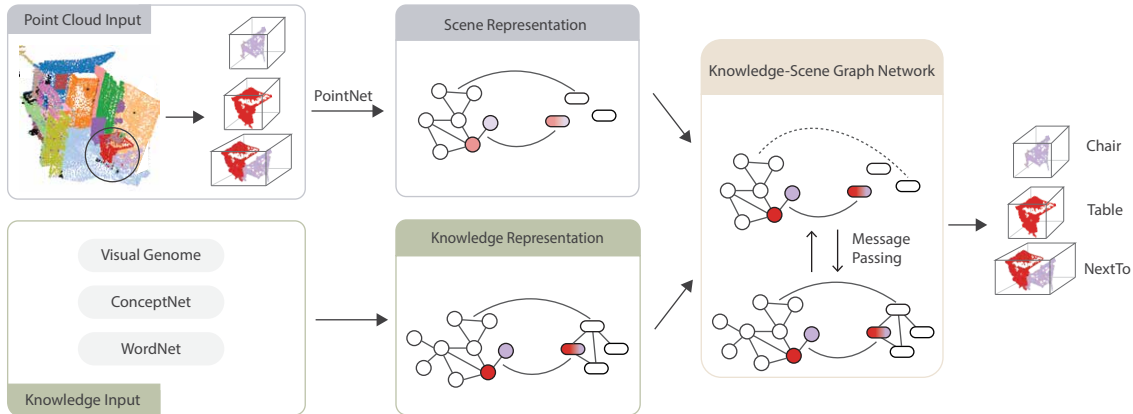 Point Cloud Input
PointNet
Scene Representation
Knowledge-Scene Graph Network
Message
Passing
Chair
Table
NextTo
Visual Genome
ConceptNet
WordNet
Knowledge Input
Knowledge Representation